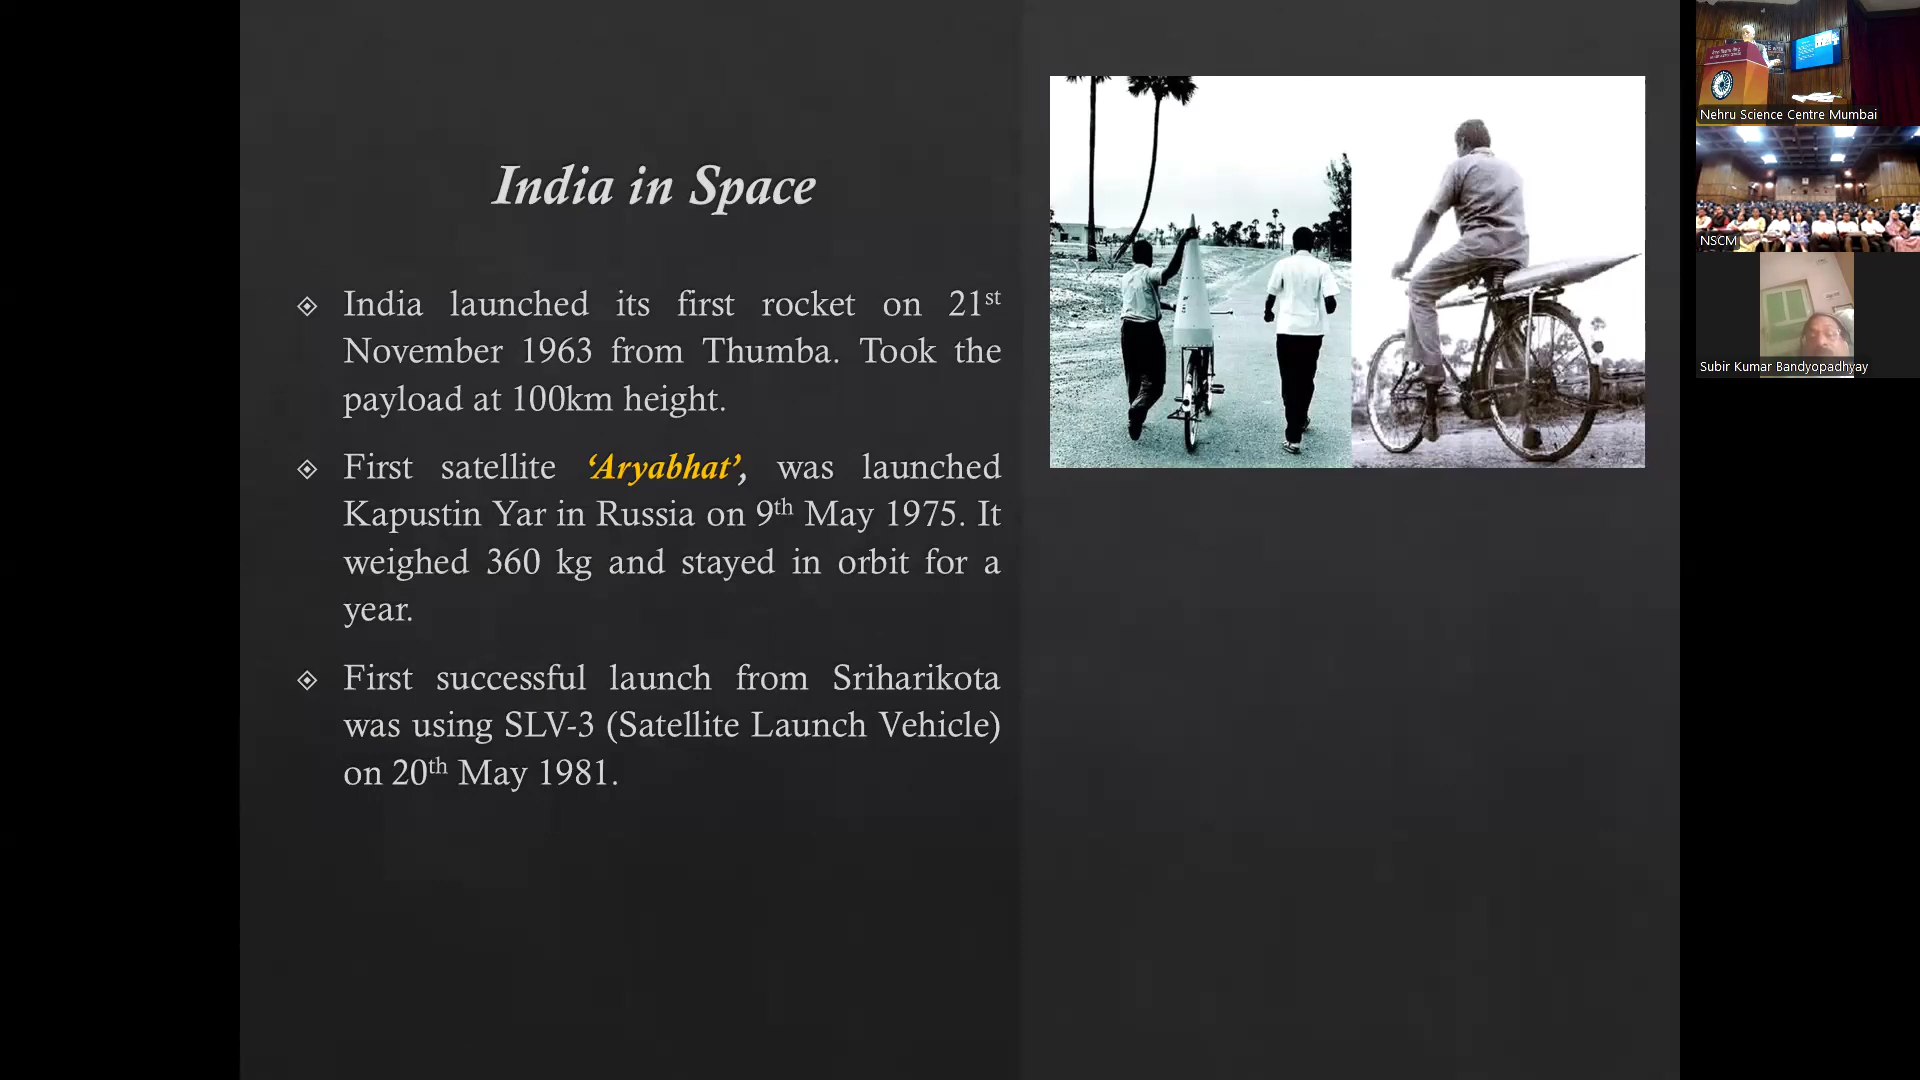 India in Space
India launched its first rocket on 21st
November 1963 from Thumba. Took the
payload at 100km height.
First satellite ‘Aryabhat’, was launched
Kapustin Yar in Russia on 9th May 1975. It
weighed 360 kg and stayed in orbit for a
year.
First successful launch from Sriharikota
was using SLV-3 (Satellite Launch Vehicle)
on 20th May 1981.
Nehru Science Centre Mumbai
NSCM
Subir Kumar Bandyopadhyay